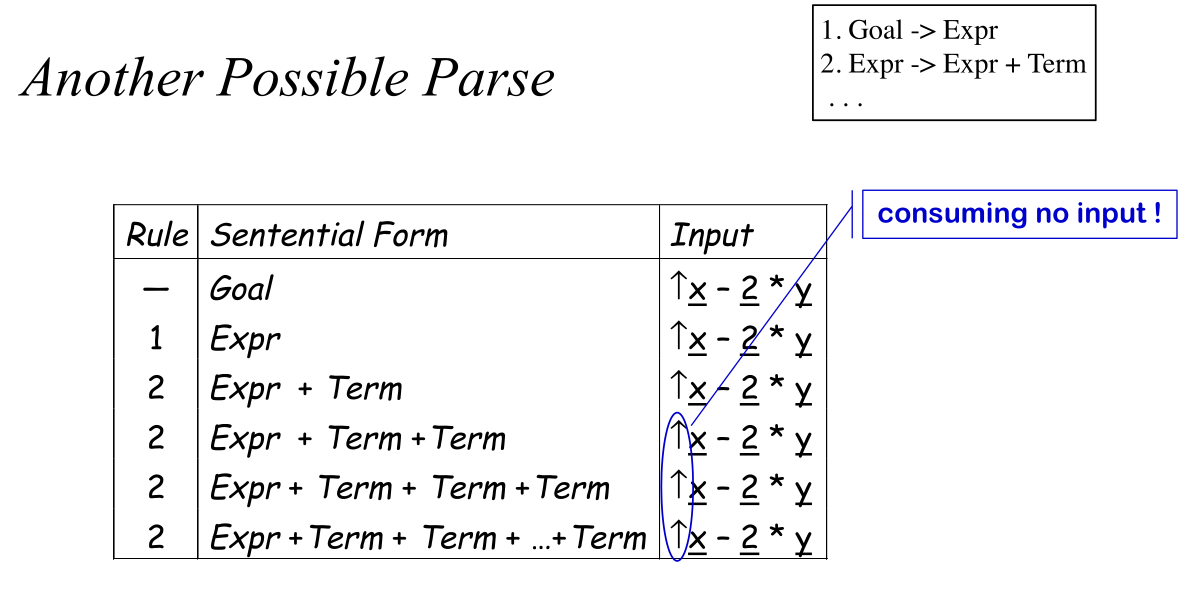 1. Goal -> Expr
2. Expr -> Expr + Term
. . .
Another Possible Parse
consuming no input !
Rule Sentential Form Input
— Goal ↑x – 2 * y
1 Expr ↑x – 2 * y
2 Expr + Term ↑x – 2 * y
2 Expr + Term +Term ↑x – 2 * y
2 Expr + Term + Term +Term ↑x – 2 * y
2 Expr +Term + Term + …+Term ↑x – 2 * y